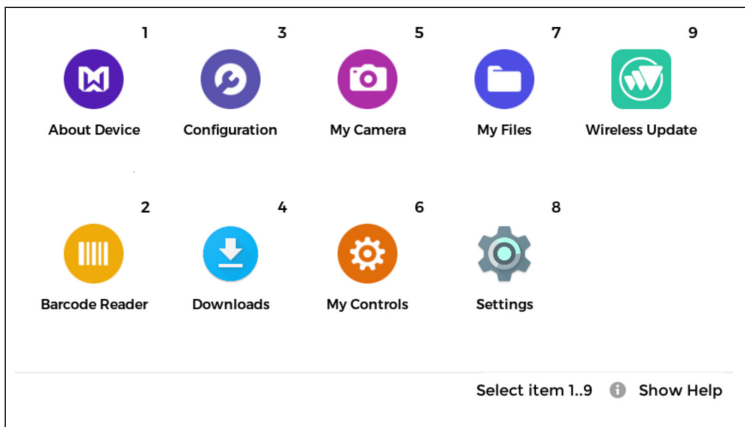 1 3 5 7 9
About Device Configuration My Camera My Files Wireless Update
2 4 6 8
Barcode Reader Downloads My Controls Settings
Select item 1..9 Show Help